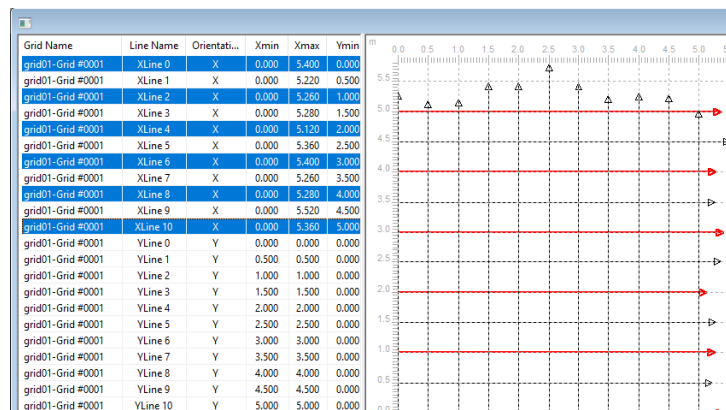 Grid Name Line Name Orientati... Xmin Xmax Ymin
grid01-Grid #0001 XLine 0 X 0.000 5.400 0.000
grid01-Grid #0001 XLine 1 X 0.000 5.220 0.500
grid01-Grid #0001 XLine 2 X 0.000 5.260 1.000
grid01-Grid #0001 XLine 3 X 0.000 5.280 1.500
grid01-Grid #0001 XLine 4 X 0.000 5.120 2.000
grid01-Grid #0001 XLine 5 X 0.000 5.360 2.500
grid01-Grid #0001 XLine 6 X 0.000 5.400 3.000
grid01-Grid #0001 XLine 7 X 0.000 5.260 3.500
grid01-Grid #0001 XLine 8 X 0.000 5.280 4.000
grid01-Grid #0001 XLine 9 X 0.000 5.520 4.500
grid01-Grid #0001 XLine 10 X 0.000 5.360 5.000
grid01-Grid #0001 YLine 0 Y 0.000 0.000 0.000
grid01-Grid #0001 YLine 1 Y 0.500 0.500 0.000
grid01-Grid #0001 YLine 2 Y 1.000 1.000 0.000
grid01-Grid #0001 YLine 3 Y 1.500 1.500 0.000
grid01-Grid #0001 YLine 4 Y 2.000 2.000 0.000
grid01-Grid #0001 YLine 5 Y 2.500 2.500 0.000
grid01-Grid #0001 YLine 6 Y 3.000 3.000 0.000
grid01-Grid #0001 YLine 7 Y 3.500 3.500 0.000
grid01-Grid #0001 YLine 8 Y 4.000 4.000 0.000
grid01-Grid #0001 YLine 9 Y 4.500 4.500 0.000
grid01-Grid #0001 YLine 10 Y 5.000 5.000 0.000
m
0.0 0.5 1.0 1.5 2.0 2.5 3.0 3.5 4.0 4.5 5.0
5.5
5.0
4.5
4.0
3.5
3.0
2.5
2.0
1.5
1.0
0.5